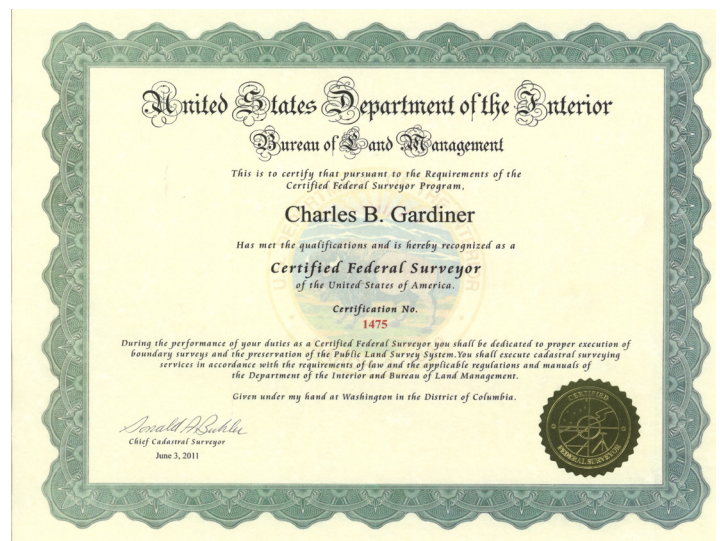 United States Department of the Interior
Bureau of Land Management
This is to certify that pursuant to the Requirements of the
Certified Federal Surveyor Program,
Charles B. Gardiner
Has met the qualifications and is hereby recognized as a
Certified Federal Surveyor
of the United States of America.
Certification No.
1475
During the performance of your duties as a Certified Federal Surveyor you shall be dedicated to proper execution of
boundary surveys and the preservation of the Public Land Survey System.You shall execute cadastral surveying
services in accordance with the requirements of law and the applicable regulations and manuals of
the Department of the Interior and Bureau of Land Management.
Given under my hand at Washington in the District of Columbia.
Chief Cadastral Surveyor
June 3, 2011
CERTIFIED
FEDERAL SURVEYOR